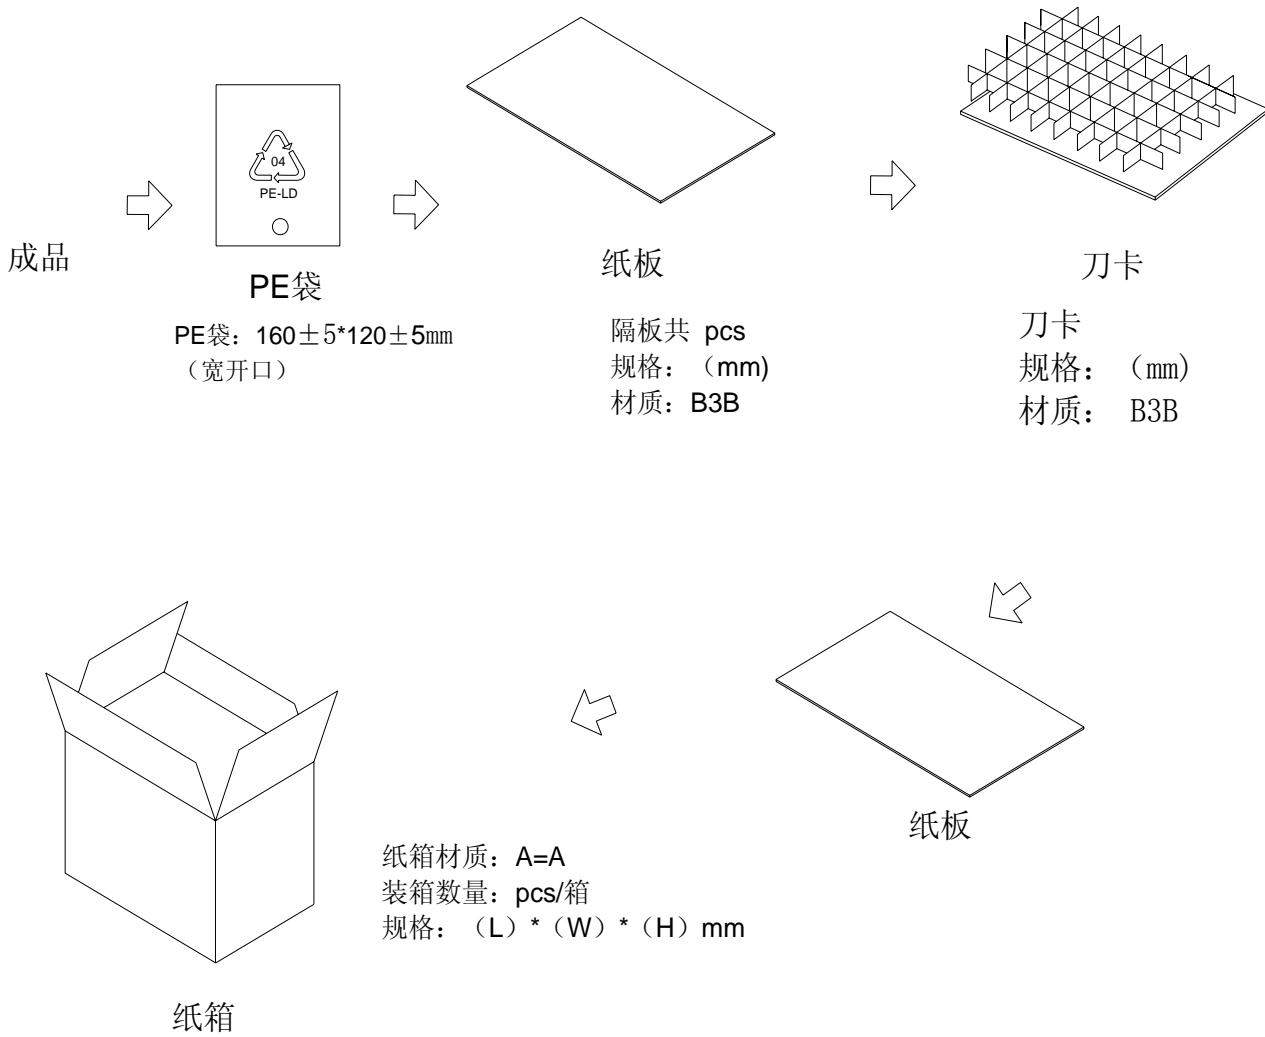 04
PE-LD
成品
PE袋
PE袋：160±5*120±5mm
（宽开口）
纸板
隔板共 pcs
规格：（mm)
材质：B3B
刀卡
刀卡
规格：（mm)
材质： B3B
纸板
纸箱材质：A=A
装箱数量：pcs/箱
规格：（L）*（W）*（H）mm
纸箱